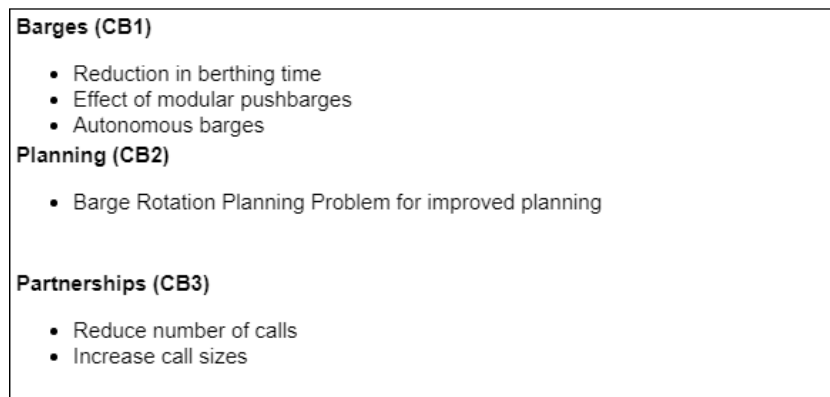 Barges (CB1)
• Reduction in berthing time
• Effect of modular pushbarges
• Autonomous barges
Planning (CB2)
• Barge Rotation Planning Problem for improved planning
Partnerships (CB3)
• Reduce number of calls
• Increase call sizes